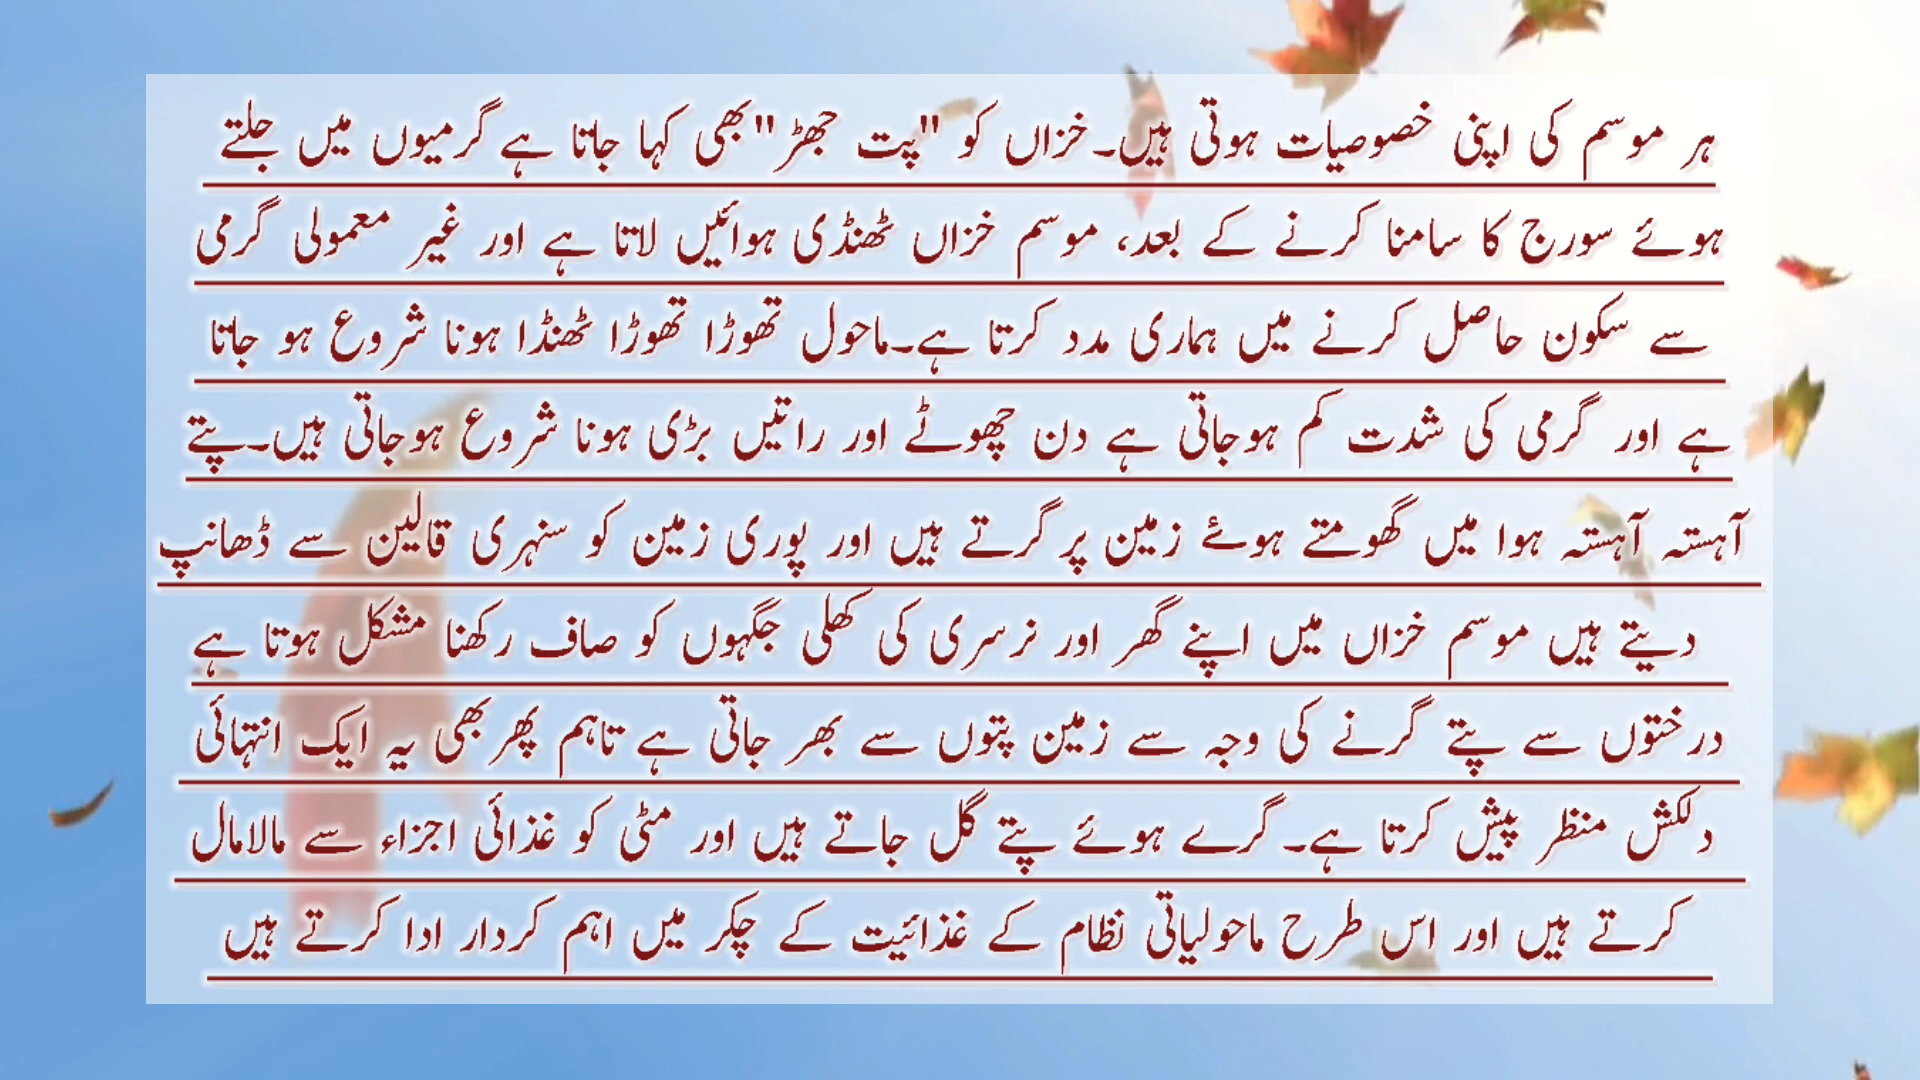 ہر موسم کی اپنی خصوصیات ہوتی ہیں۔خزاں کو "پت جھڑ"بھی کہا جاتا ہے گرمیوں میں جلتے
ہوئے سورج کا سامنا کرنے کے بعد، موسم خزاں ٹھنڈی ہوائیں لاتا ہے اور غیر معمولی گرمی
سے سکون حاصل کرنے میں ہماری مدد کرتا ہے۔ماحول تھوڑا تھوڑا ٹھنڈا ہونا شروع ہو جاتا
ہے اور گرمی کی شدت کم ہوجاتی ہے دن چھوٹے اور راتیں بڑی ہونا شروع ہوجاتی ہیں۔پتے
آہستہ آہستہ ہوا میں گھومتے ہوئے زمین پر گرتے ہیں اور پوری زمین کو سنہری قالین سے ڈھانپ
دیتے ہیں موسم خزاں میں اپنے گھر اور نرسری کی کھلی جگہوں کو صاف رکھنا مشکل ہوتا ہے
درختوں سے پتے گرنے کی وجہ سے زمین پتوں سے بھر جاتی ہے تاہم پھر بھی یہ ایک انتہائی
دلکش منظر پیش کرتا ہے۔گرے ہوئے پتے گل جاتے ہیں اور مٹی کو غذائی اجزاء سے مالامال
کرتے ہیں اور اس طرح ماحولیاتی نظام کے غذائیت کے چکر میں اہم کردار ادا کرتے ہیں